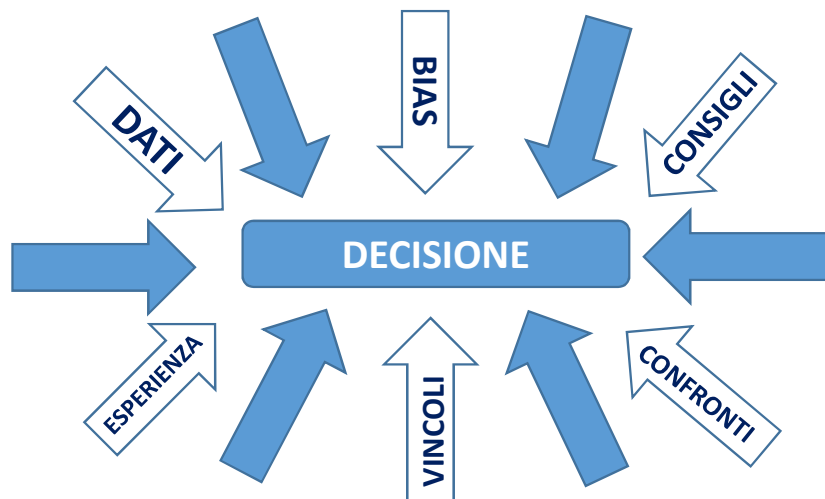 BIAS
DATI
CONSIGLI
DECISIONE
ESPERIENZA
VINCOLI
CONFRONTI